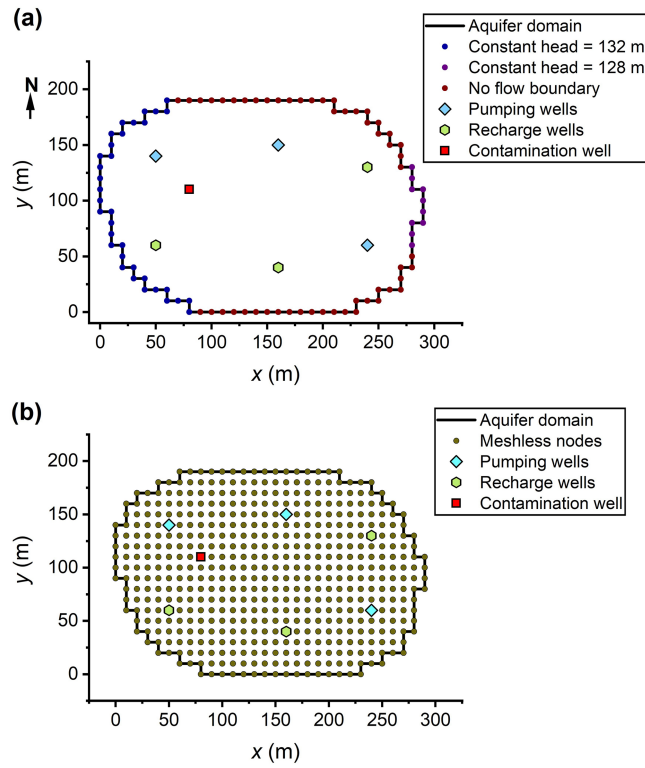 (a)
N
Aquifer domain
Constant head = 132 m
Constant head = 128 m
No flow boundary
Pumping wells
Recharge wells
Contamination well
200
150
100
50
0
y (m)
0 50 100 150 200 250 300
x (m)
(b)
Aquifer domain
Meshless nodes
Pumping wells
Recharge wells
Contamination well
200
150
100
50
0
y (m)
0 50 100 150 200 250 300
x (m)